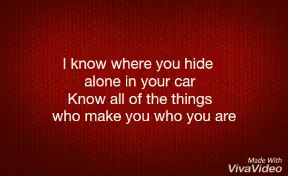 I know where you hide
alone in your car
Know all of the things
who make you who you are
Made With
VivaVideo